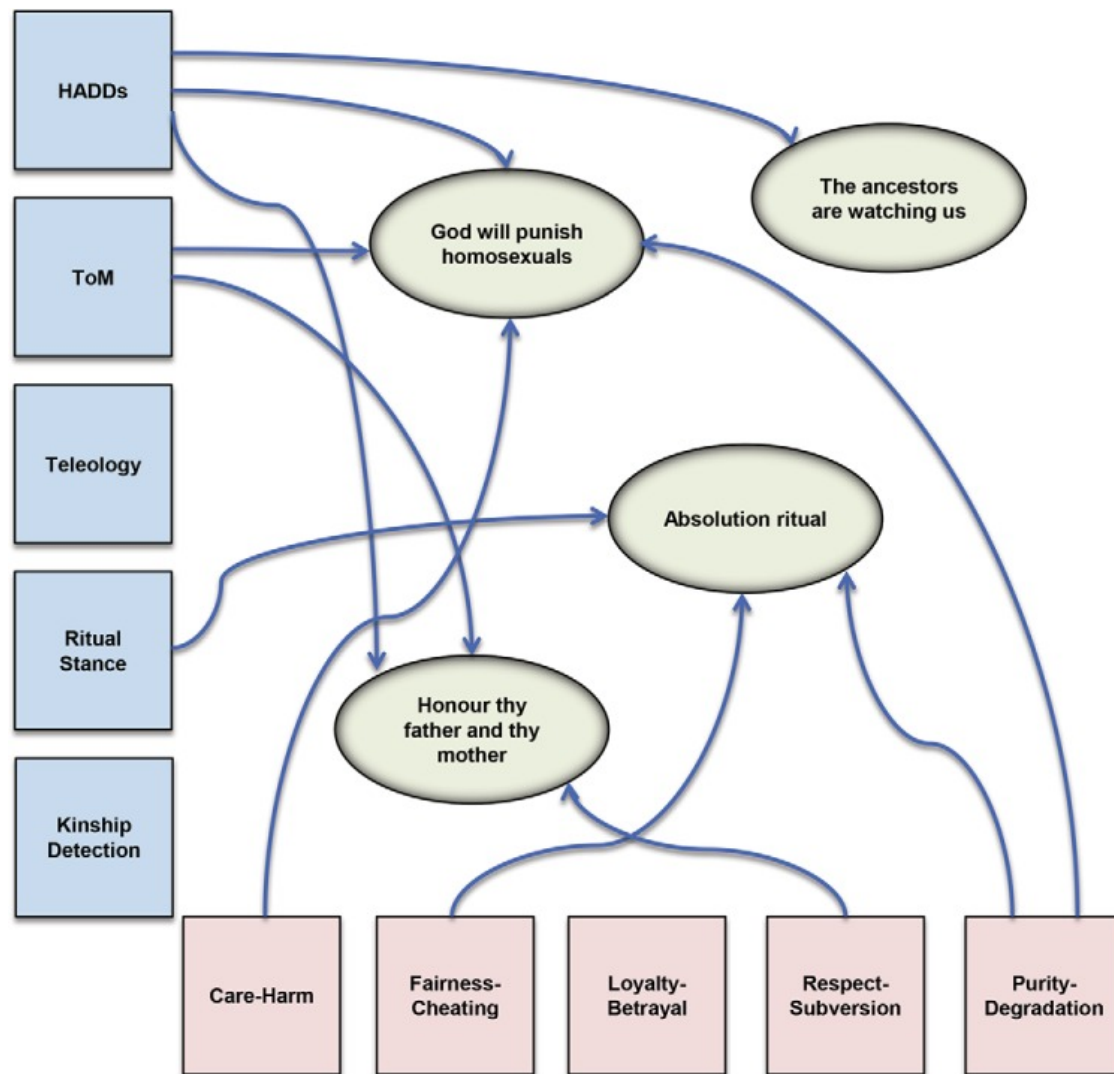 HADDs
The ancestors
are watching us
God will punish
homosexuals
ToM
Teleology
Absolution ritual
Ritual
Stance
Honour thy
father and thy
mother
Kinship
Detection
Care-Harm
Fairness-
Cheating
Loyalty-
Betrayal
Respect-
Subversion
Purity-
Degradation